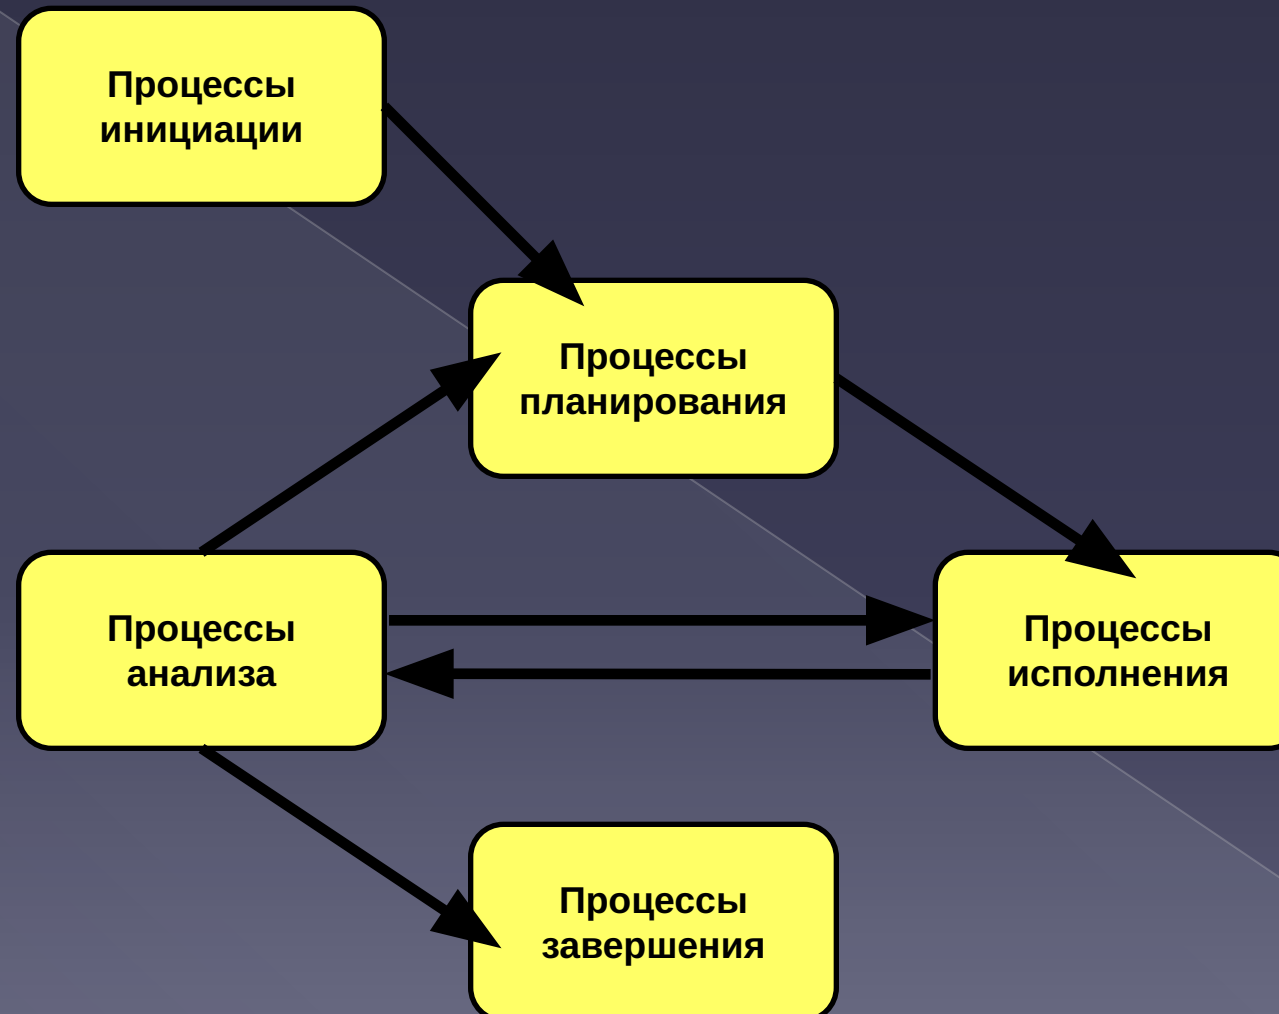 Процессы
инициации
Процессы
планирования
Процессы
анализа
Процессы
исполнения
Процессы
завершения